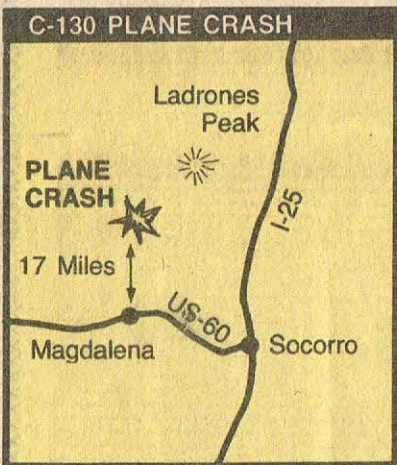 C-130 PLANE CRASH
Ladrones
Peak
PLANE
CRASH
I-25
17 Miles
US-60
Magdalena
Socorro